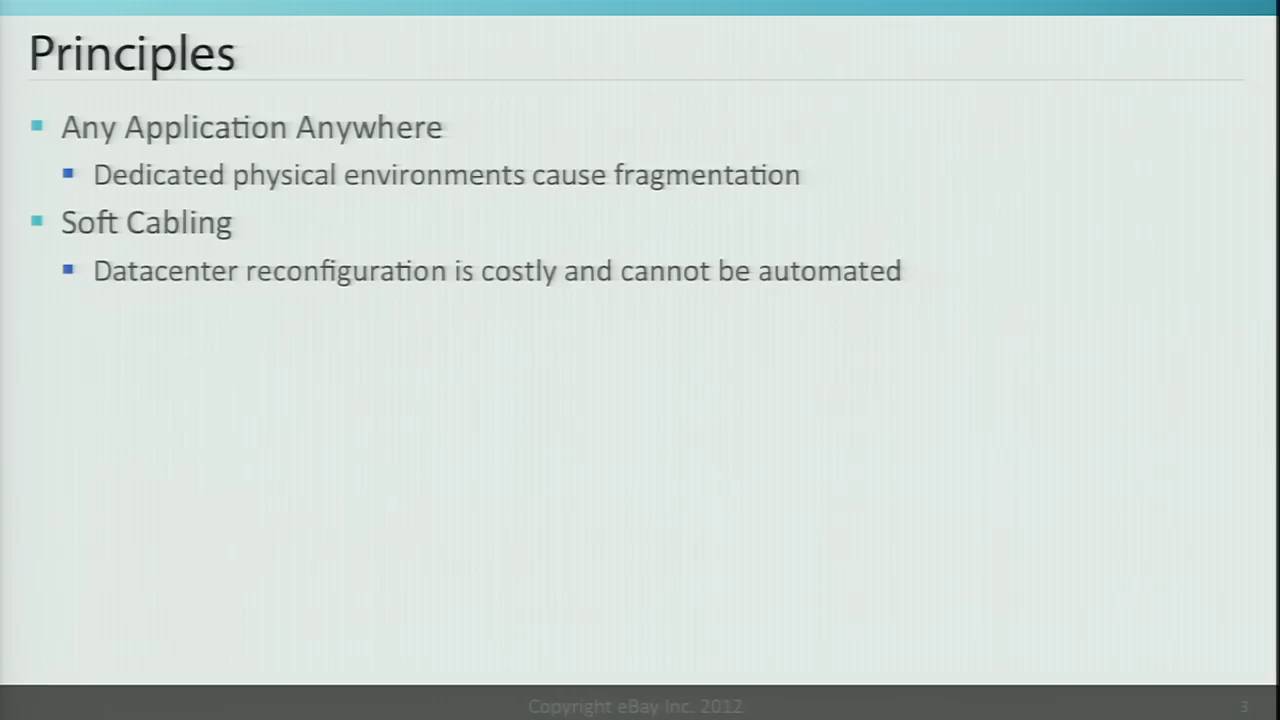 Principles
Any Application Anywhere
Dedicated physical environments cause fragmentation
Soft Cabling
Datacenter reconfiguration is costly and cannot be automated
Copyright eBay Inc. 2012
3